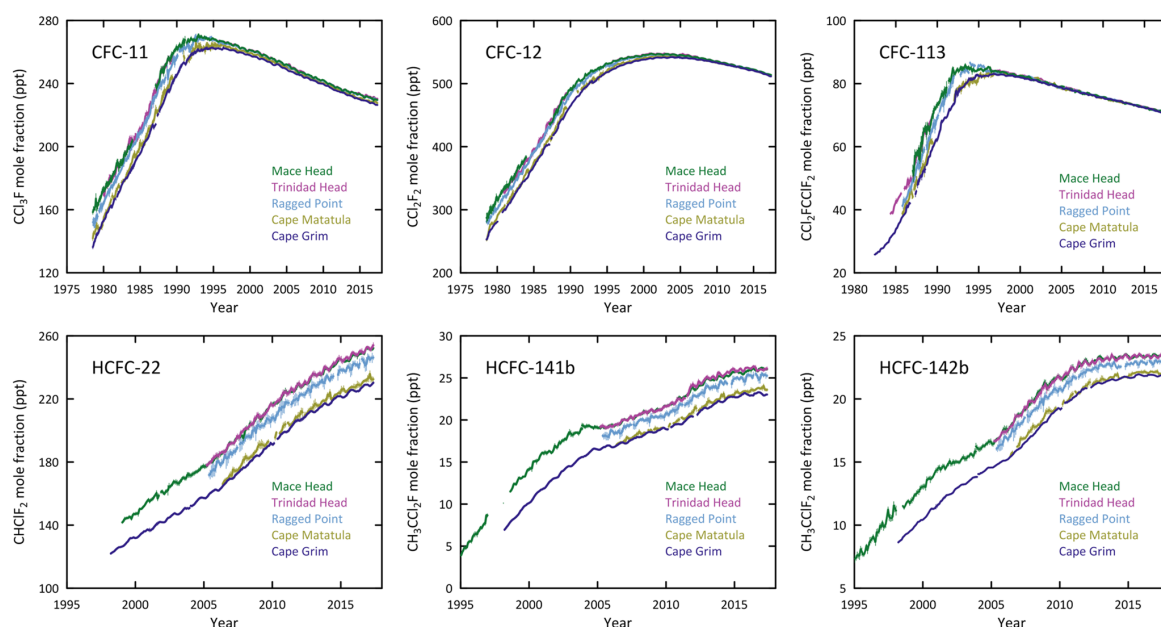 CFC-11
CCl₃F mole fraction (ppt)
280
240
200
160
120
Mace Head
Trinidad Head
Ragged Point
Cape Matatula
Cape Grim
1975 1980 1985 1990 1995 2000 2005 2010 2015
Year
CFC-12
CCl₂F₂ mole fraction (ppt)
600
500
400
300
200
Mace Head
Trinidad Head
Ragged Point
Cape Matatula
Cape Grim
1975 1980 1985 1990 1995 2000 2005 2010 2015
Year
CFC-113
CCl₂FCClF₂ mole fraction (ppt)
100
80
60
40
20
Mace Head
Trinidad Head
Ragged Point
Cape Matatula
Cape Grim
1980 1985 1990 1995 2000 2005 2010 2015
Year
HCFC-22
CHClF₂ mole fraction (ppt)
260
220
180
140
100
Mace Head
Trinidad Head
Ragged Point
Cape Matatula
Cape Grim
1995 2000 2005 2010 2015
Year
HCFC-141b
CH₃CCl₂F mole fraction (ppt)
30
25
20
15
10
5
0
Mace Head
Trinidad Head
Ragged Point
Cape Matatula
Cape Grim
1995 2000 2005 2010 2015
Year
HCFC-142b
CH₃CClF₂ mole fraction (ppt)
25
20
15
10
5
Mace Head
Trinidad Head
Ragged Point
Cape Matatula
Cape Grim
1995 2000 2005 2010 2015
Year